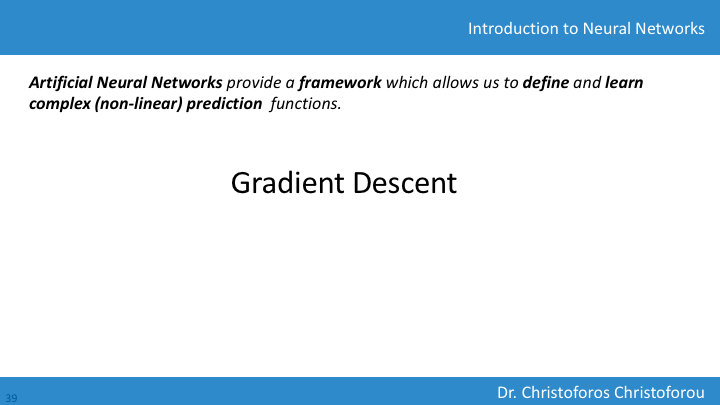 Introduction to Neural Networks
Artificial Neural Networks provide a framework which allows us to define and learn
complex (non-linear) prediction functions.
Gradient Descent
39
Dr. Christoforos Christoforou